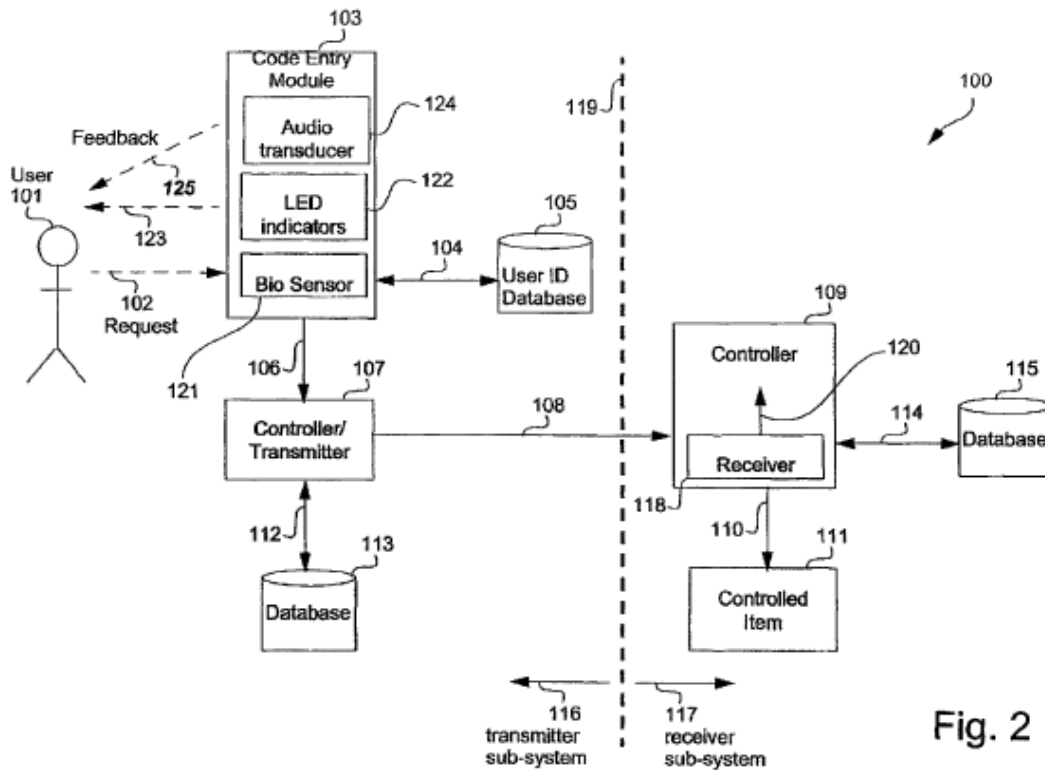 103
Code Entry
Module
124
119
100
Audio
transducer
Feedback
125
User
101
122
LED
indicators
123
105
104
User ID
Database
Bio Sensor
102
Request
109
Controller
120
106
121
107
115
Controller/
Transmitter
108
114
Database
Receiver
118
110
112
111
113
Controlled
Item
Database
116
117
transmitter
sub-system
receiver
sub-system
Fig. 2